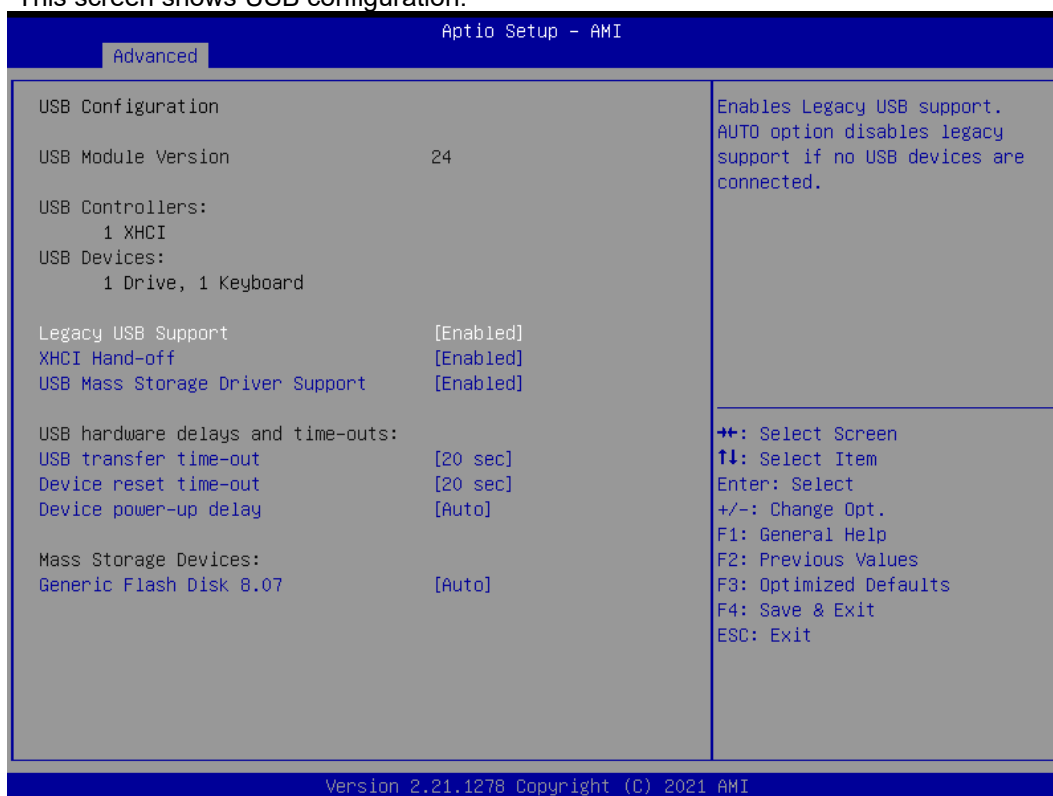 This screen shows USB configuration.
Aptio Setup – AMI
Advanced
USB Configuration
USB Module Version 24
USB Controllers:
1 XHCI
USB Devices:
1 Drive, 1 Keyboard
Legacy USB Support [Enabled]
XHCI Hand-off [Enabled]
USB Mass Storage Driver Support [Enabled]
USB hardware delays and time-outs:
USB transfer time-out [20 sec]
Device reset time-out [20 sec]
Device power-up delay [Auto]
Mass Storage Devices:
Generic Flash Disk 8.07 [Auto]
Enables Legacy USB support.
AUTO option disables legacy
support if no USB devices are
connected.
→←: Select Screen
↑↓: Select Item
Enter: Select
+/-: Change Opt.
F1: General Help
F2: Previous Values
F3: Optimized Defaults
F4: Save & Exit
ESC: Exit
Version 2.21.1278 Copyright (C) 2021 AMI